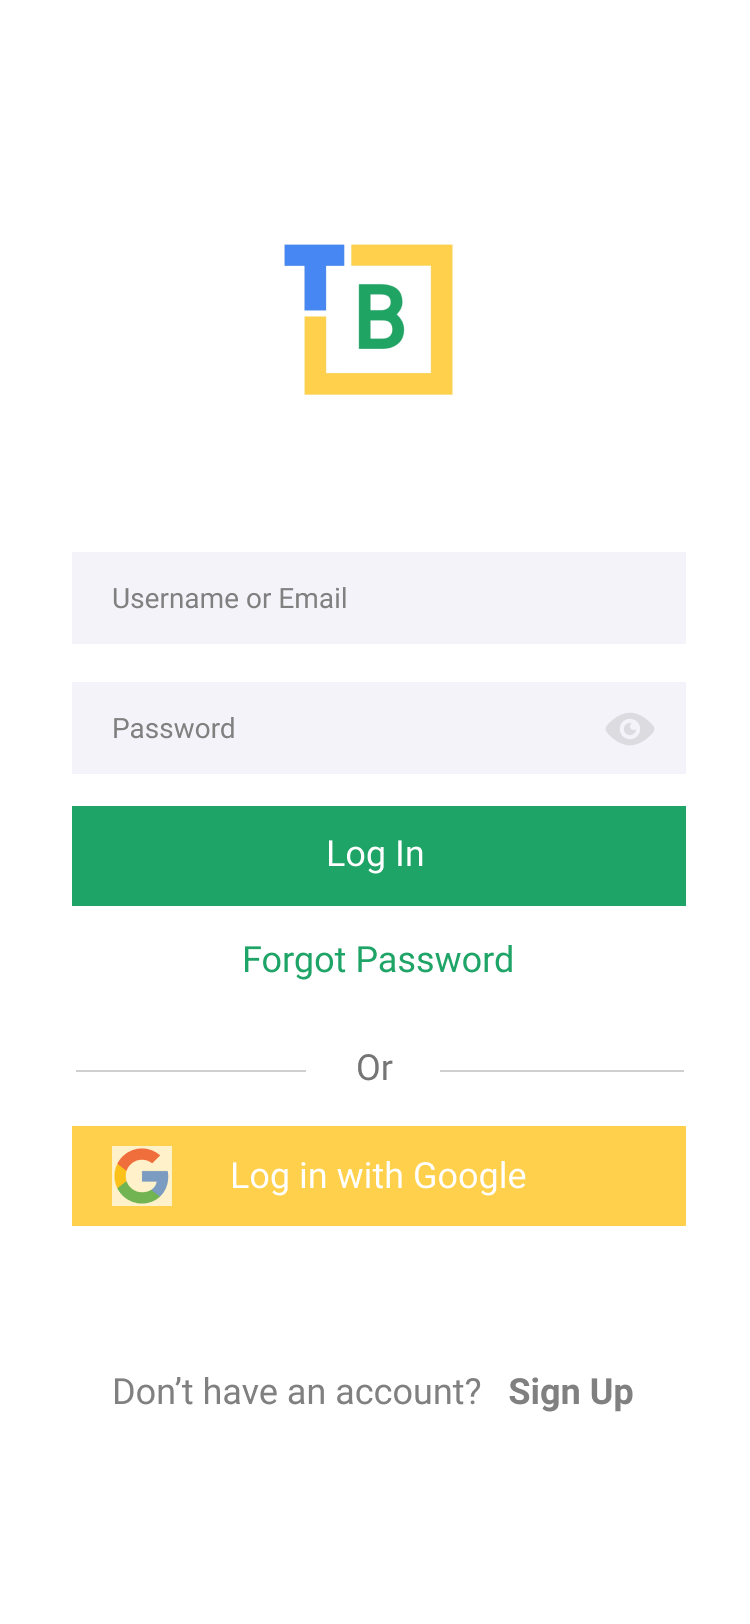 T
B
Username or Email
Password
Log In
Forgot Password
Or
G
Log in with Google
Don’t have an account? Sign Up